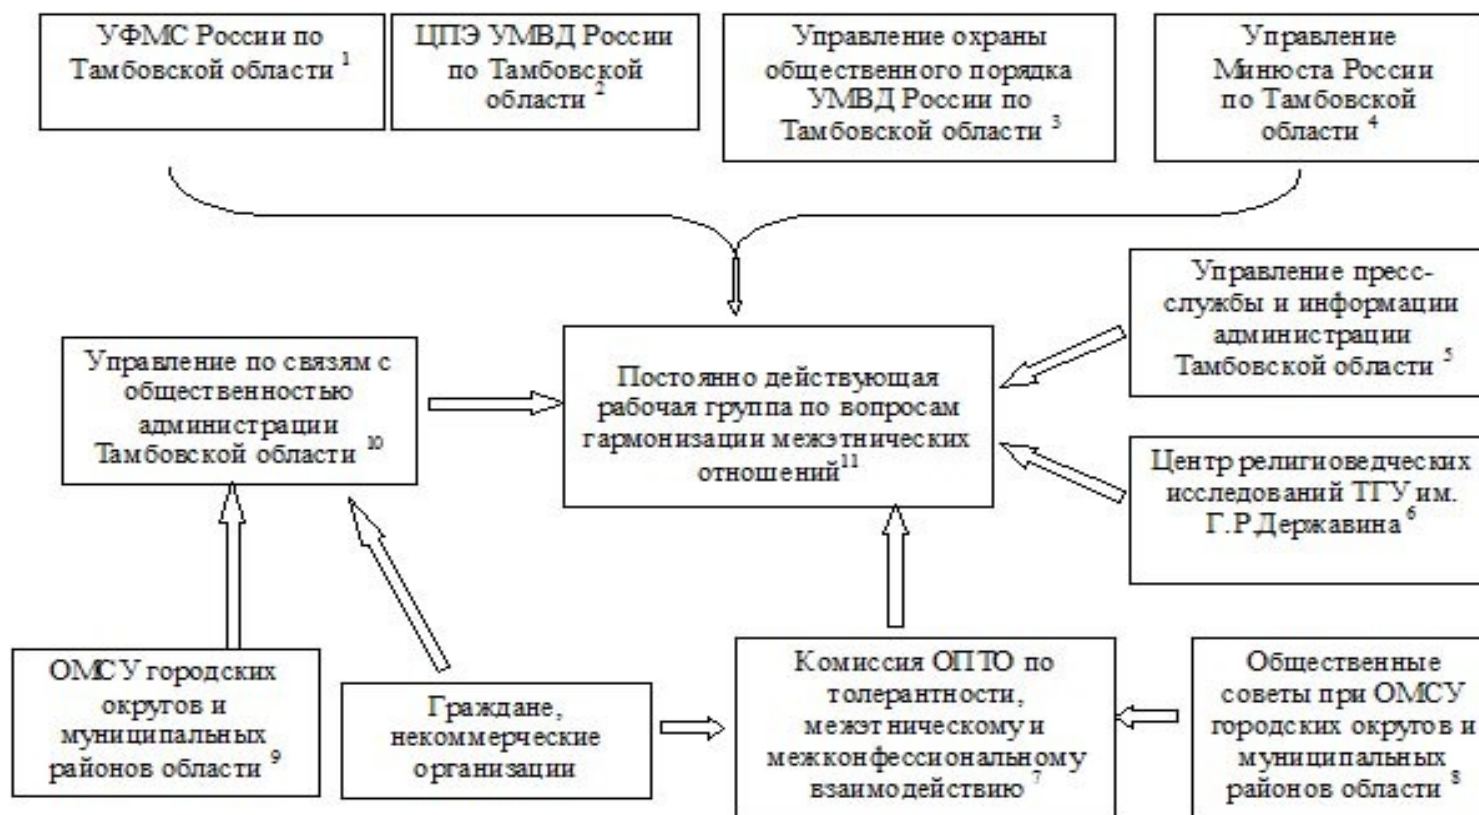 УФМС России по
Тамбовской области 1
ЦПЭ УМВД России
по Тамбовской
области 2
Управление охраны
общественного порядка
УМВД России по
Тамбовской области 3
Управление
Минюста России
по Тамбовской
области 4
Управление пресс-
службы и информации
администрации
Тамбовской области 5
Управление по связям с
общественностью
администрации
Тамбовской области 10
Постоянно действующая
рабочая группа по вопросам
гармонизации межэтнических
отношений 11
Центр религиоведческих
исследований ТГУ им.
Г.Р.Державина 6
ОМСУ городских
округов и
муниципальных
районов области 9
Граждане,
некоммерческие
организации
Комиссия ОПТО по
толерантности,
межэтническому и
межконфессиональному
взаимодействию 7
Общественные
советы при ОМСУ
городских округов и
муниципальных
районов области 8